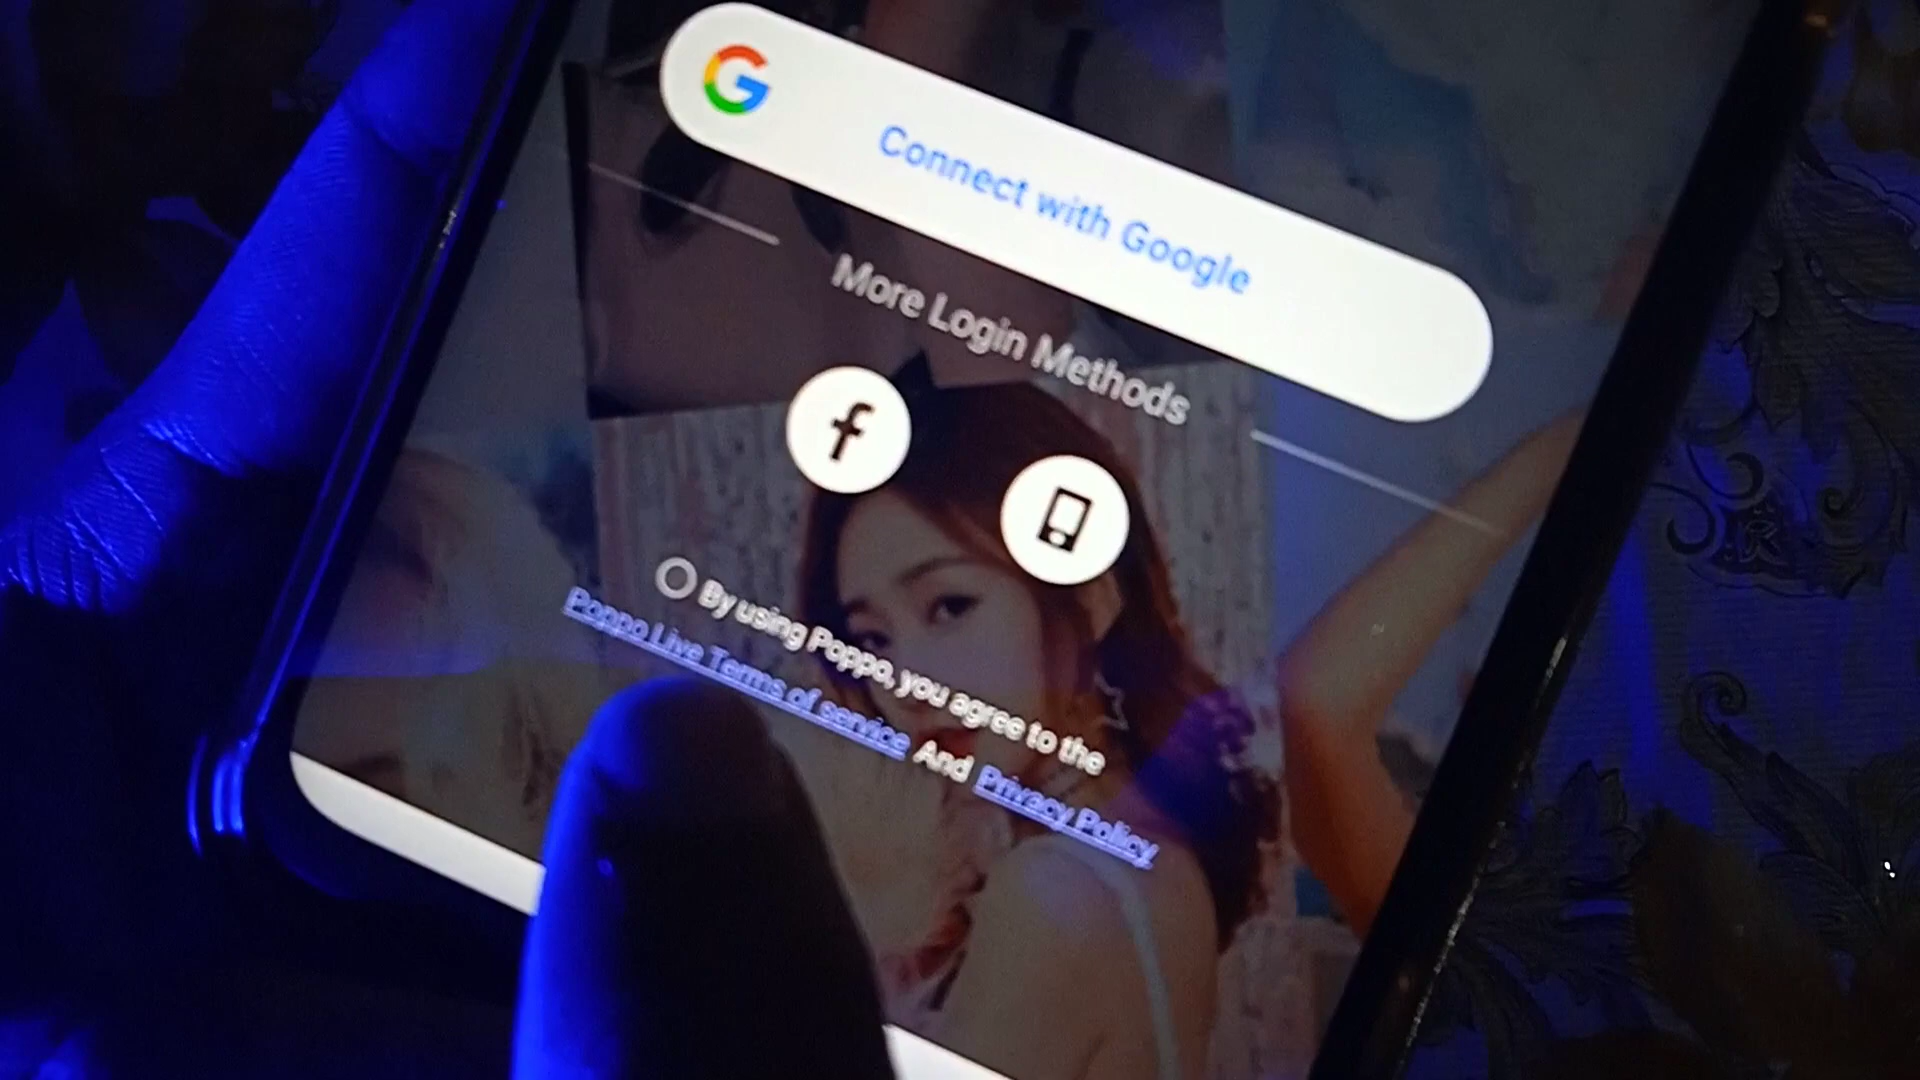 Connect with Google
More Login Methods
By using Poppo, you agree to the
Poppo Live Terms of service And Privacy Policy